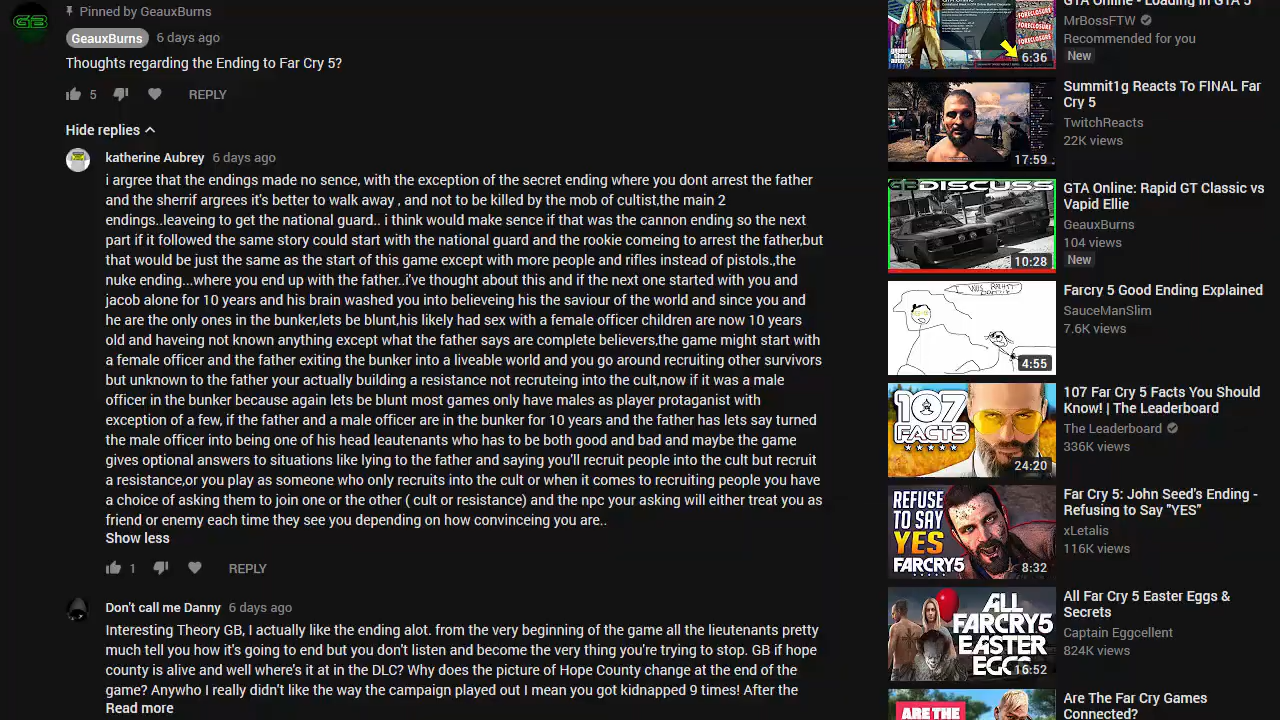 GB
Pinned by GeauxBurns
GeauxBurns 6 days ago
Thoughts regarding the Ending to Far Cry 5?
5 REPLY
Hide replies
katherine Aubrey 6 days ago
i argree that the endings made no sence, with the exception of the secret ending where you dont arrest the father
and the sherrif argrees it's better to walk away , and not to be killed by the mob of cultist,the main 2
endings..leaveing to get the national guard.. i think would make sence if that was the cannon ending so the next
part if it followed the same story could start with the national guard and the rookie comeing to arrest the father,but
that would be just the same as the start of this game except with more people and rifles instead of pistols.,the
nuke ending...where you end up with the father..i've thought about this and if the next one started with you and
jacob alone for 10 years and his brain washed you into believeing his the saviour of the world and since you and
he are the only ones in the bunker,lets be blunt,his likely had sex with a female officer children are now 10 years
old and haveing not known anything except what the father says are complete believers,the game might start with
a female officer and the father exiting the bunker into a liveable world and you go around recruiting other survivors
but unknown to the father your actually building a resistance not recruteing into the cult,now if it was a male
officer in the bunker because again lets be blunt most games only have males as player protaganist with
exception of a few, if the father and a male officer are in the bunker for 10 years and the father has lets say turned
the male officer into being one of his head leautenants who has to be both good and bad and maybe the game
gives optional answers to situations like lying to the father and saying you'll recruit people into the cult but recruit
a resistance,or you play as someone who only recruits into the cult or when it comes to recruiting people you have
a choice of asking them to join one or the other ( cult or resistance) and the npc your asking will either treat you as
friend or enemy each time they see you depending on how convinceing you are..
Show less
1 REPLY
Don't call me Danny 6 days ago
Interesting Theory GB, I actually like the ending alot. from the very beginning of the game all the lieutenants pretty
much tell you how it's going to end but you don't listen and become the very thing you're trying to stop. GB if hope
county is alive and well where's it at in the DLC? Why does the picture of Hope County change at the end of the
game? Anywho I really didn't like the way the campaign played out I mean you got kidnapped 9 times! After the
Read more
grand theft auto V
FORECLOSURE
FORECLOSURE
6:36
GTA Online - Loading in GTA 5
MrBossFTW
Recommended for you
New
17:59
Summit1g Reacts To FINAL Far
Cry 5
TwitchReacts
22K views
GB DISCUSS
10:28
GTA Online: Rapid GT Classic vs
Vapid Ellie
GeauxBurns
104 views
New
4:55
Farcry 5 Good Ending Explained
SauceManSlim
7.6K views
107
FACTS
24:20
107 Far Cry 5 Facts You Should
Know! | The Leaderboard
The Leaderboard
336K views
REFUSE
TO SAY
YES
FARCRY5
8:32
Far Cry 5: John Seed's Ending -
Refusing to Say "YES"
xLetalis
116K views
ALL
FARCRY5
EASTER
EGGS
16:52
All Far Cry 5 Easter Eggs &
Secrets
Captain Eggcellent
824K views
ARE THE
Are The Far Cry Games
Connected?